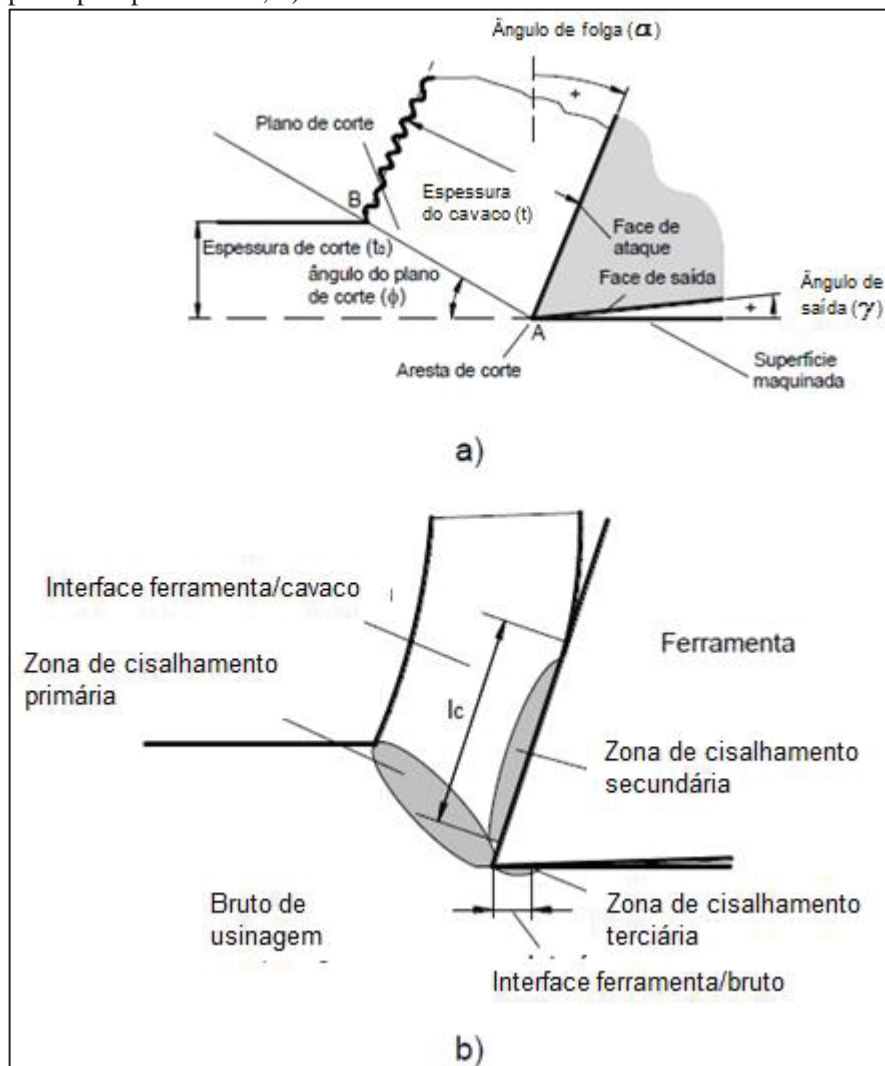 Ângulo de folga (α)
+
Plano de corte
B
Espessura
do cavaco (t)
Face de
ataque
Espessura de corte (t₀)
Face de saída
ângulo do plano
de corte (ϕ)
Ângulo de
saída (γ)
+
A
Aresta de corte
Superfície
maquinada
a)
Interface ferramenta/cavaco
Ferramenta
Zona de cisalhamento
primária
lc
Zona de cisalhamento
secundária
Bruto de
usinagem
Zona de cisalhamento
terciária
Interface ferramenta/bruto
b)